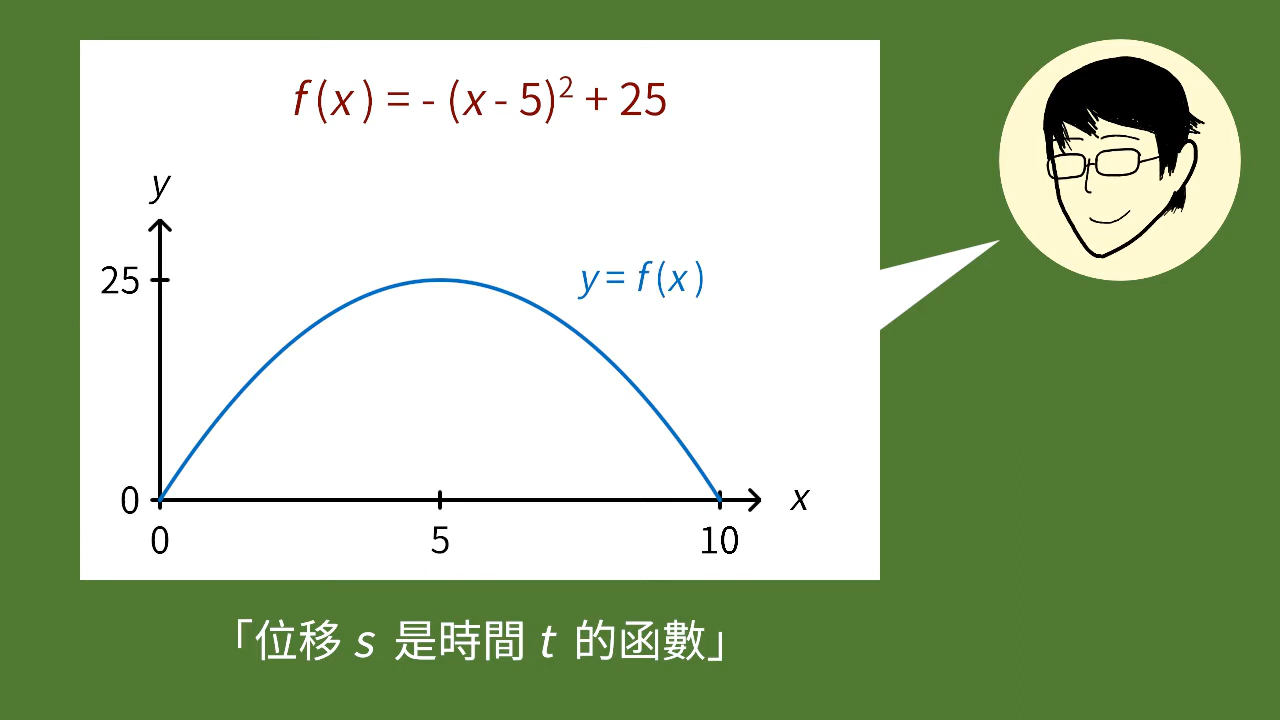 f(x) = - (x - 5)² + 25
y
25
y = f(x)
0
x
0 5 10
「位移 s 是時間 t 的函數」